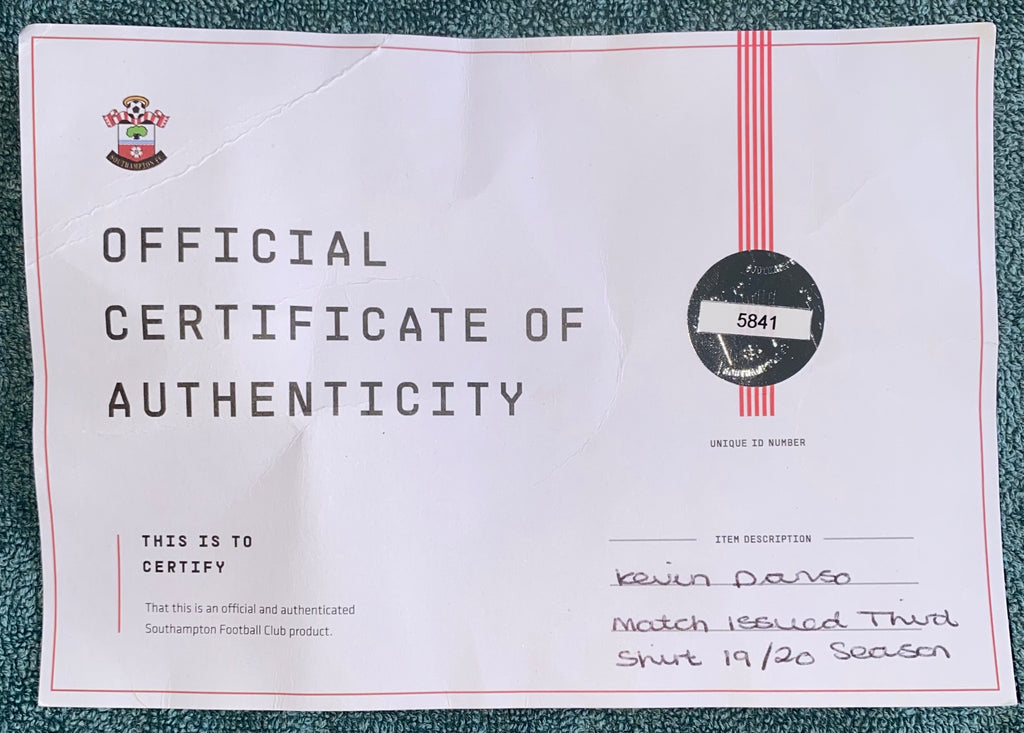 SOUTHAMPTON FC
OFFICIAL
CERTIFICATE OF
AUTHENTICITY
5841
UNIQUE ID NUMBER
THIS IS TO
CERTIFY
That this is an official and authenticated
Southampton Football Club product.
ITEM DESCRIPTION
Kevin Danso
Match Issued Third
Shirt 19/20 Season